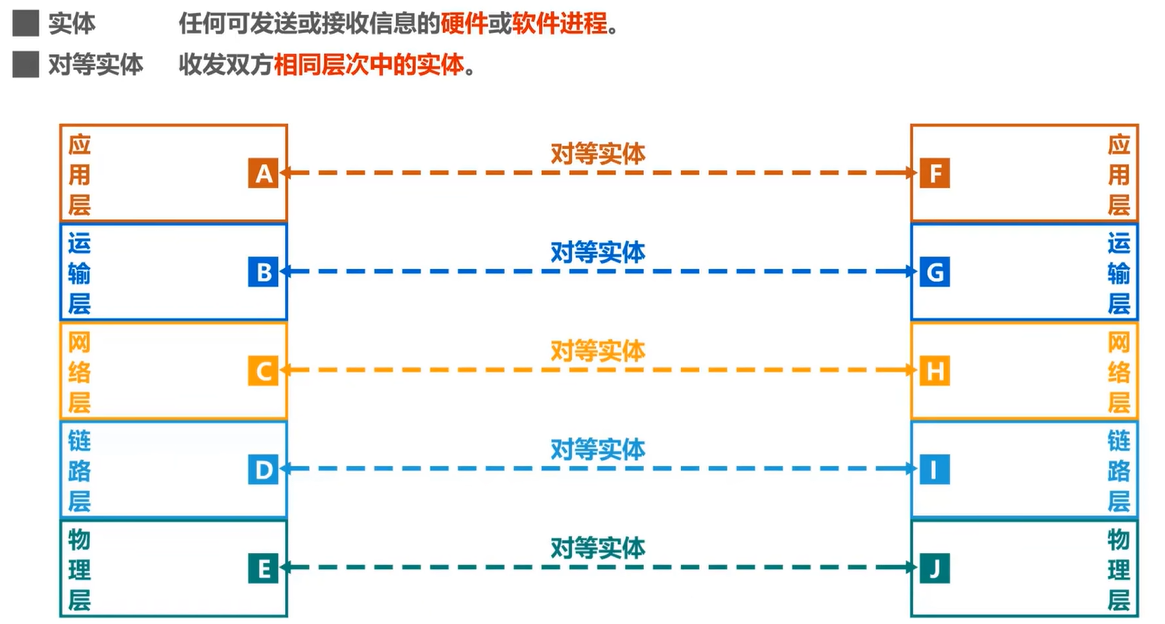 实体 任何可发送或接收信息的硬件或软件进程。
对等实体 收发双方相同层次中的实体。
应用层 A 对等实体 F 应用层
运输层 B 对等实体 G 运输层
网络层 C 对等实体 H 网络层
链路层 D 对等实体 I 链路层
物理层 E 对等实体 J 物理层